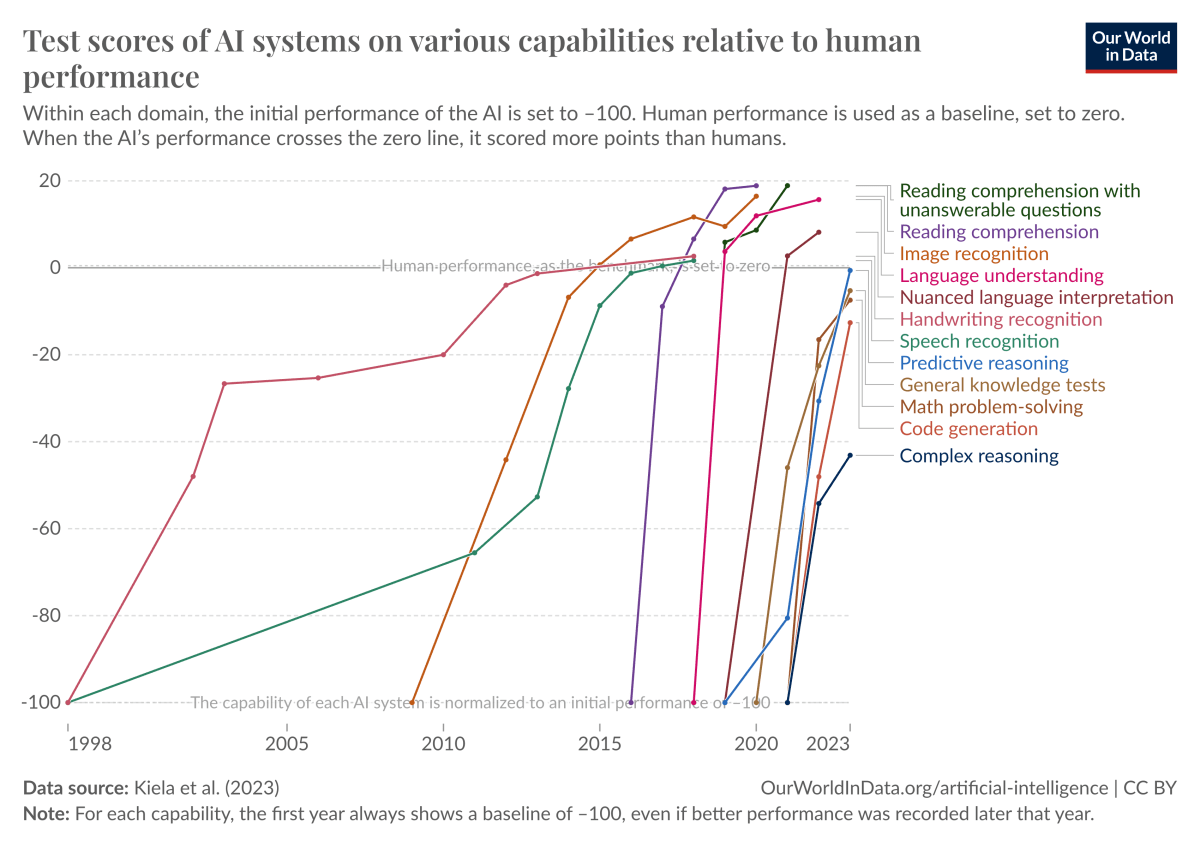 Test scores of AI systems on various capabilities relative to human
performance
Our World
in Data
Within each domain, the initial performance of the AI is set to −100. Human performance is used as a baseline, set to zero.
When the AI's performance crosses the zero line, it scored more points than humans.
20
0
-20
-40
-60
-80
-100
Human performance, as the benchmark, is set to zero
The capability of each AI system is normalized to an initial performance of −100
Reading comprehension with
unanswerable questions
Reading comprehension
Image recognition
Language understanding
Nuanced language interpretation
Handwriting recognition
Speech recognition
Predictive reasoning
General knowledge tests
Math problem-solving
Code generation
Complex reasoning
1998
2005
2010
2015
2020
2023
Data source: Kiela et al. (2023)
OurWorldInData.org/artificial-intelligence | CC BY
Note: For each capability, the first year always shows a baseline of −100, even if better performance was recorded later that year.